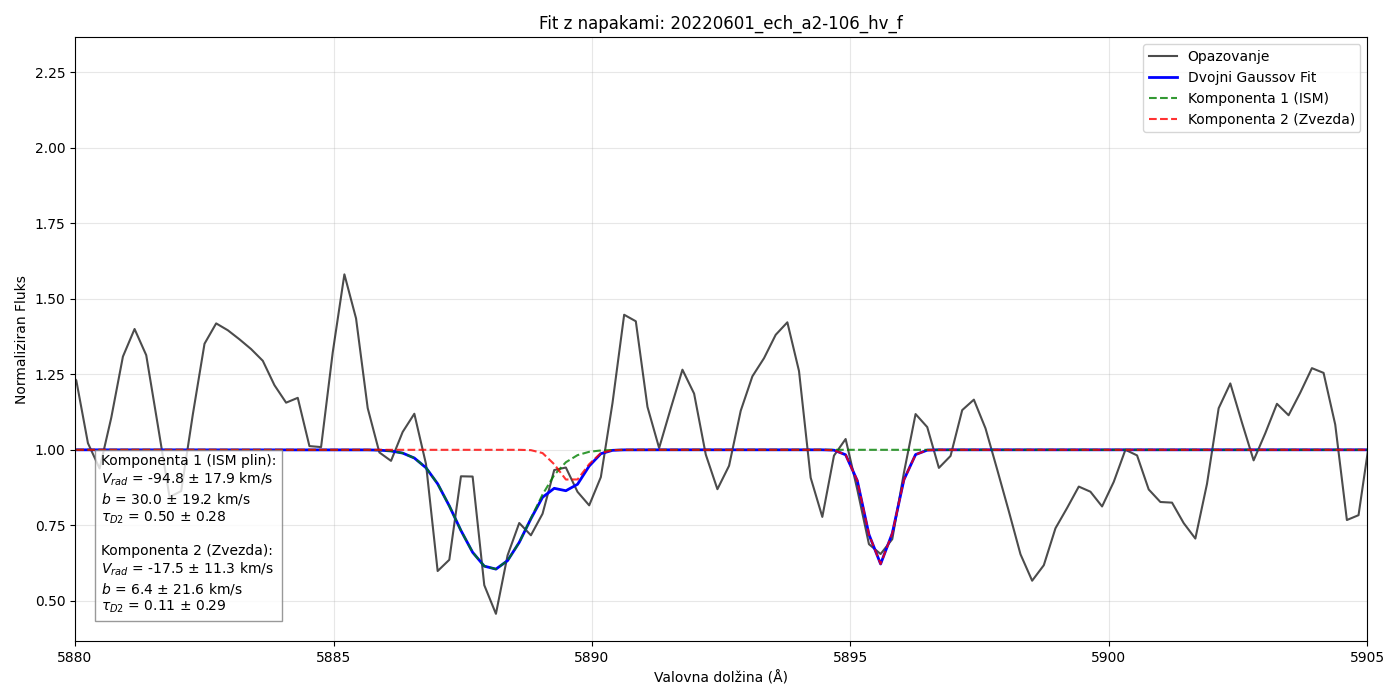 Fit z napakami: 20220601_ech_a2-106_hv_f
Normaliziran Fluks
2.25
2.00
1.75
1.50
1.25
1.00
0.75
0.50
Opazovanje
Dvojni Gaussov Fit
Komponenta 1 (ISM)
Komponenta 2 (Zvezda)
Komponenta 1 (ISM plin):
V_rad = -94.8 ± 17.9 km/s
b = 30.0 ± 19.2 km/s
τ_D2 = 0.50 ± 0.28
Komponenta 2 (Zvezda):
V_rad = -17.5 ± 11.3 km/s
b = 6.4 ± 21.6 km/s
τ_D2 = 0.11 ± 0.29
5880 5885 5890 5895 5900 5905
Valovna dolžina (Å)